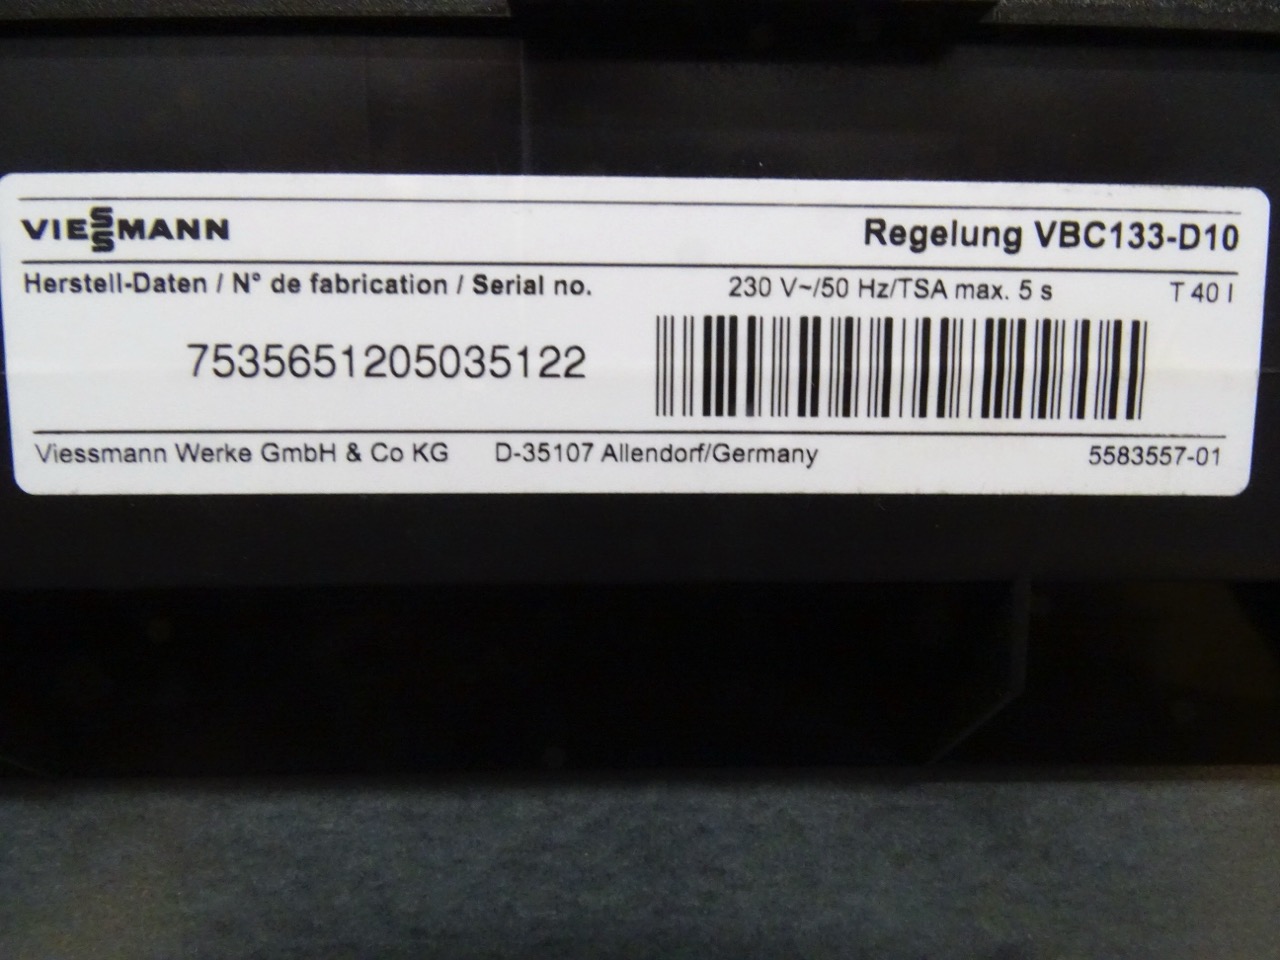 VIESSMANN Regelung VBC133-D10
Herstell-Daten / N° de fabrication / Serial no. 230 V~/50 Hz/TSA max. 5 s T 40 I
7535651205035122
Viessmann Werke GmbH & Co KG D-35107 Allendorf/Germany 5583557-01